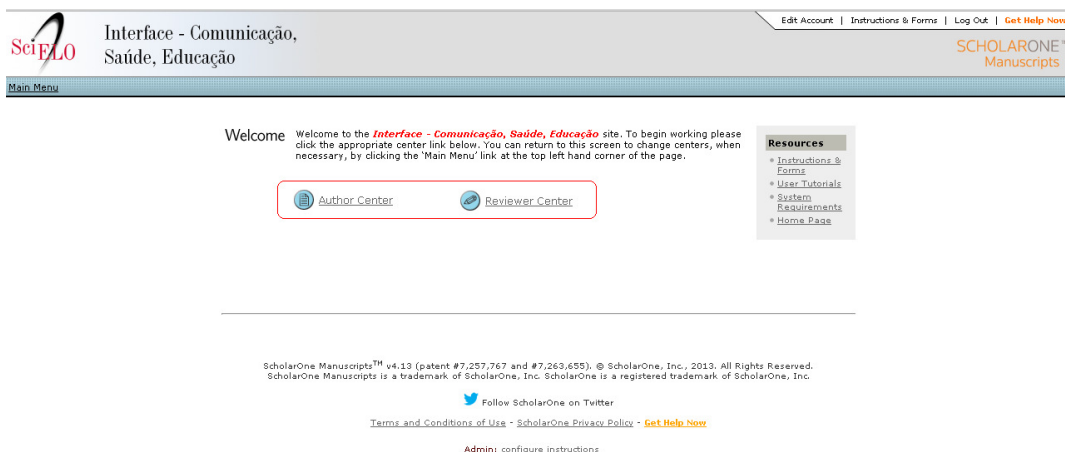 Edit Account | Instructions & Forms | Log Out | Get Help Now
SciELO
Interface - Comunicação,
Saúde, Educação
SCHOLARONE™
Manuscripts
Main Menu
Welcome
Welcome to the Interface - Comunicação, Saúde, Educação site. To begin working please
click the appropriate center link below. You can return to this screen to change centers, when
necessary, by clicking the 'Main Menu' link at the top left hand corner of the page.
Resources
Instructions &
Forms
User Tutorials
System
Requirements
Home Page
Author Center
Reviewer Center
ScholarOne Manuscripts™ v4.13 (patent #7,257,767 and #7,263,655). © ScholarOne, Inc., 2013. All Rights Reserved.
ScholarOne Manuscripts is a trademark of ScholarOne, Inc. ScholarOne is a registered trademark of ScholarOne, Inc.
Follow ScholarOne on Twitter
Terms and Conditions of Use - ScholarOne Privacy Policy - Get Help Now
Admin: configure instructions